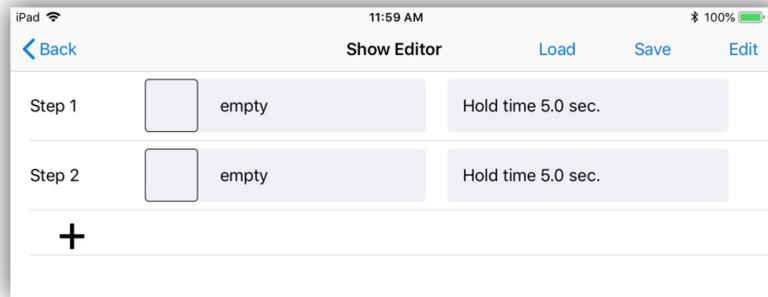 iPad 11:59 AM 100%
Back Show Editor Load Save Edit
Step 1 empty Hold time 5.0 sec.
Step 2 empty Hold time 5.0 sec.
+